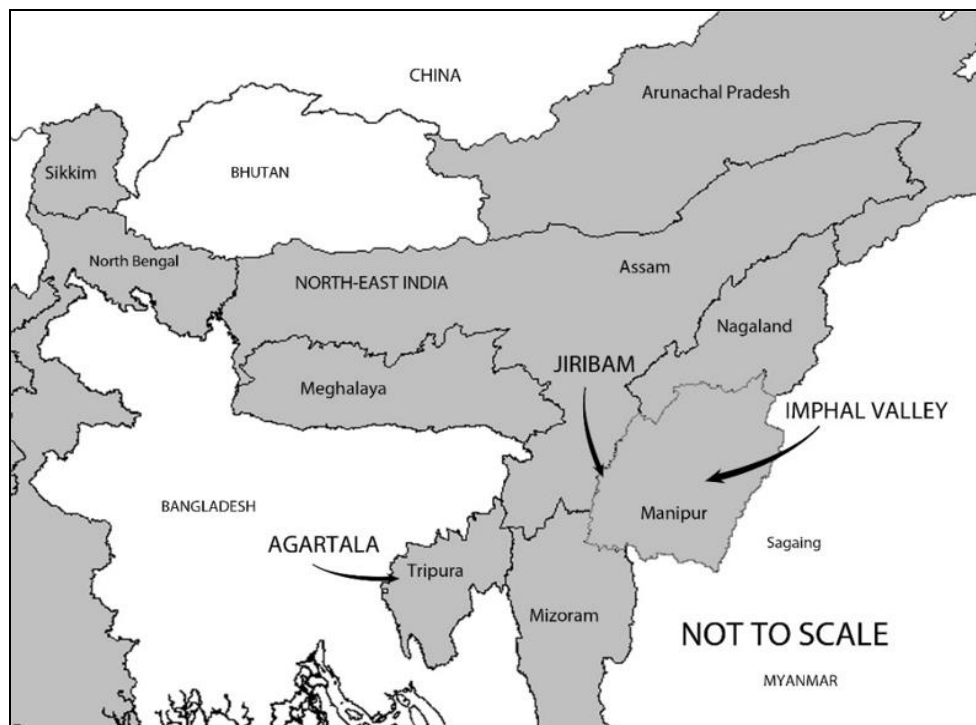 CHINA
Arunachal Pradesh
Sikkim
BHUTAN
North Bengal
NORTH-EAST INDIA
Assam
Nagaland
JIRIBAM
Meghalaya
IMPHAL VALLEY
BANGLADESH
Manipur
AGARTALA
Sagaing
Tripura
Mizoram
NOT TO SCALE
MYANMAR